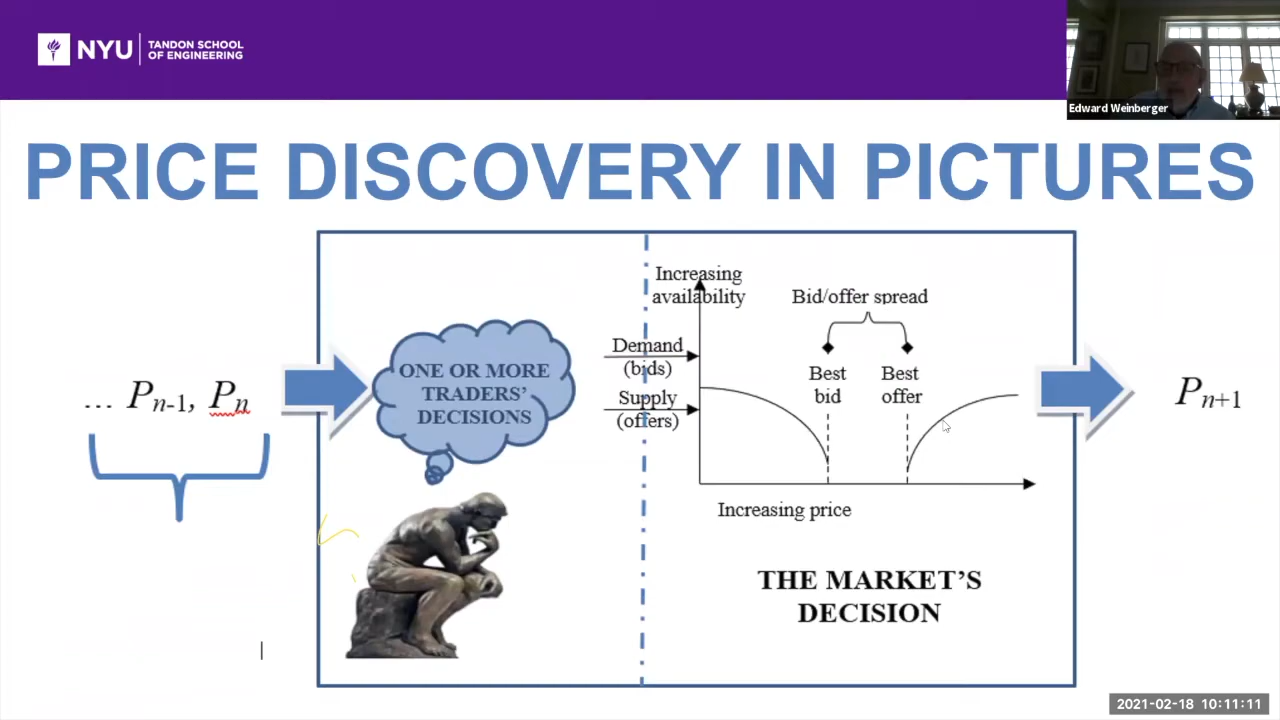 NYU
TANDON SCHOOL
OF ENGINEERING
Edward Weinberger
PRICE DISCOVERY IN PICTURES
… Pn-1, Pn
ONE OR MORE
TRADERS’
DECISIONS
Increasing
availability
Bid/offer spread
Demand
(bids)
Supply
(offers)
Best
bid
Best
offer
Increasing price
THE MARKET’S
DECISION
Pn+1
2021-02-18 10:11:11